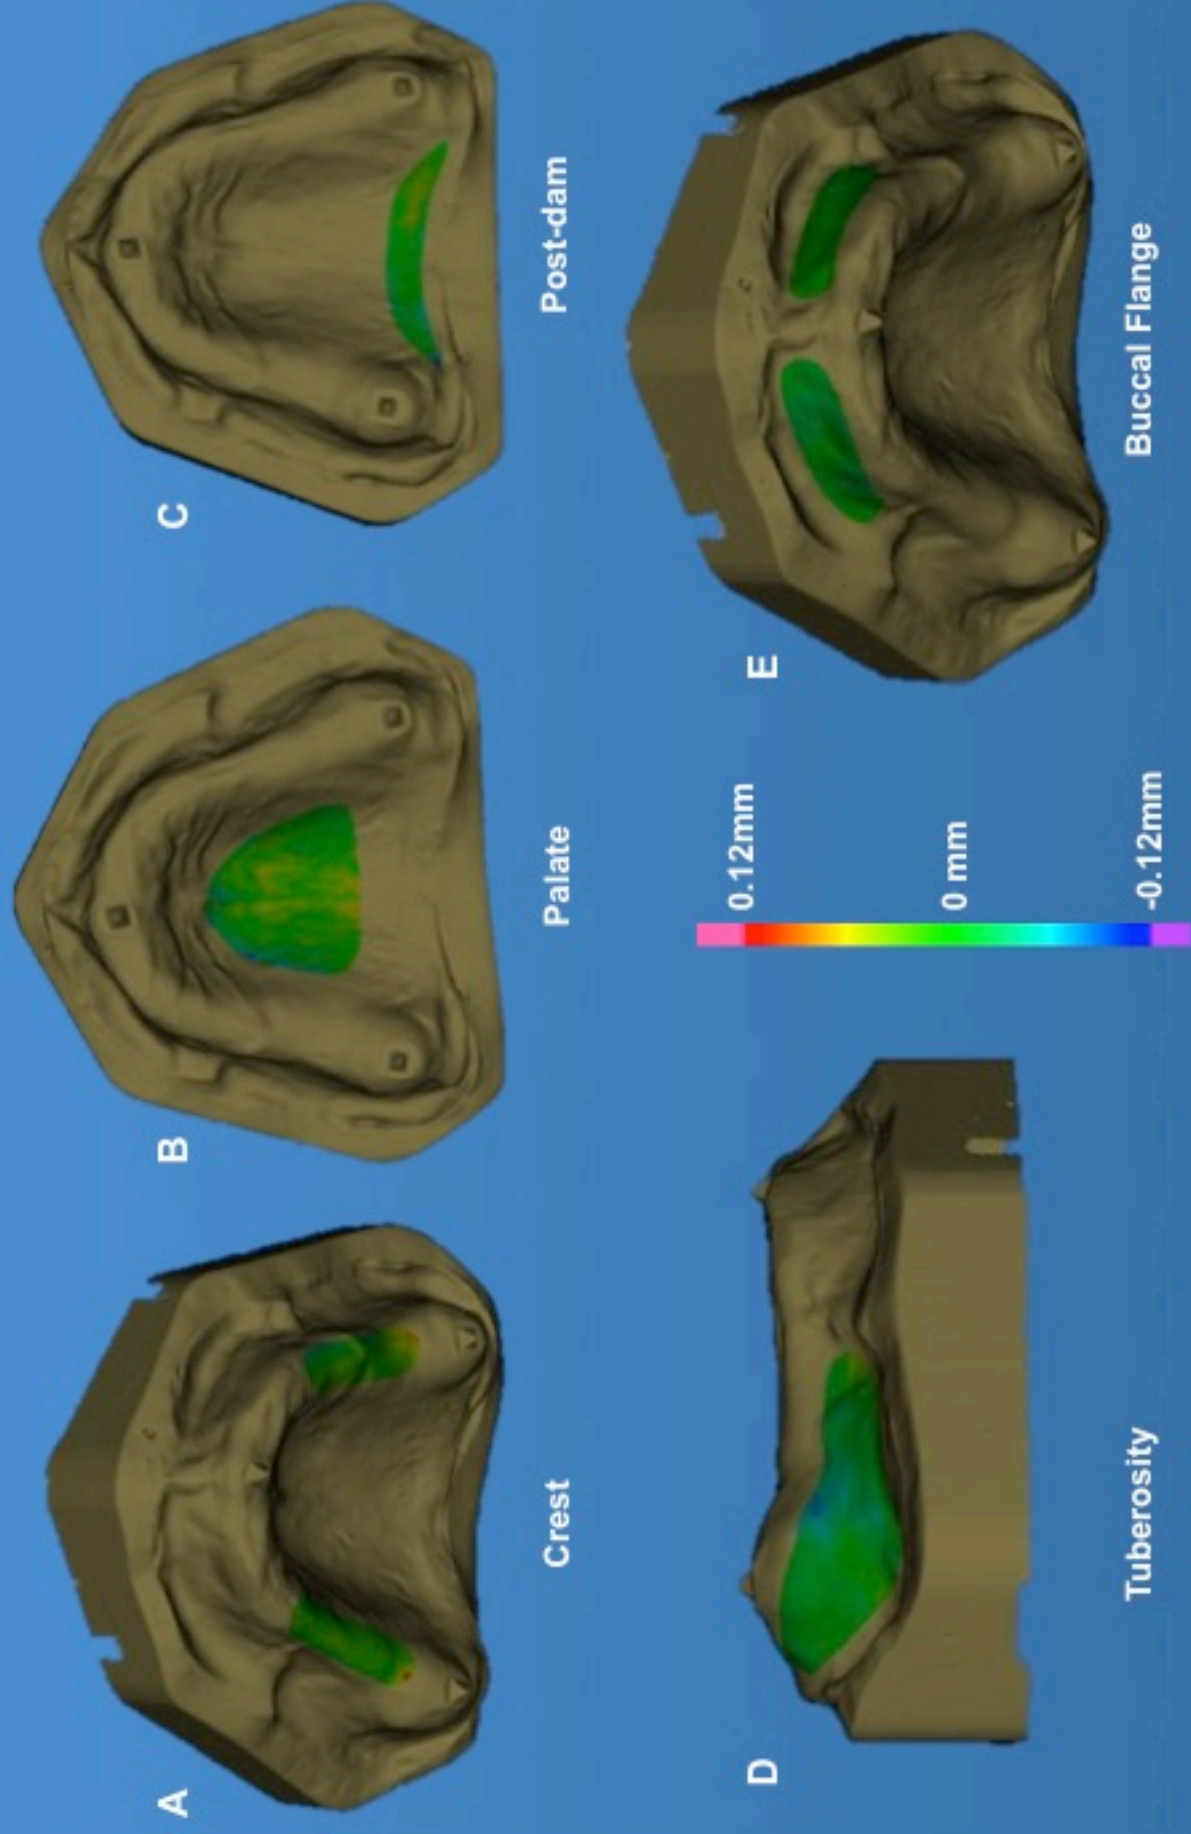 A
B
C
Crest
Palate
Post-dam
D
0.12mm
0 mm
-0.12mm
E
Tuberosity
Buccal Flange